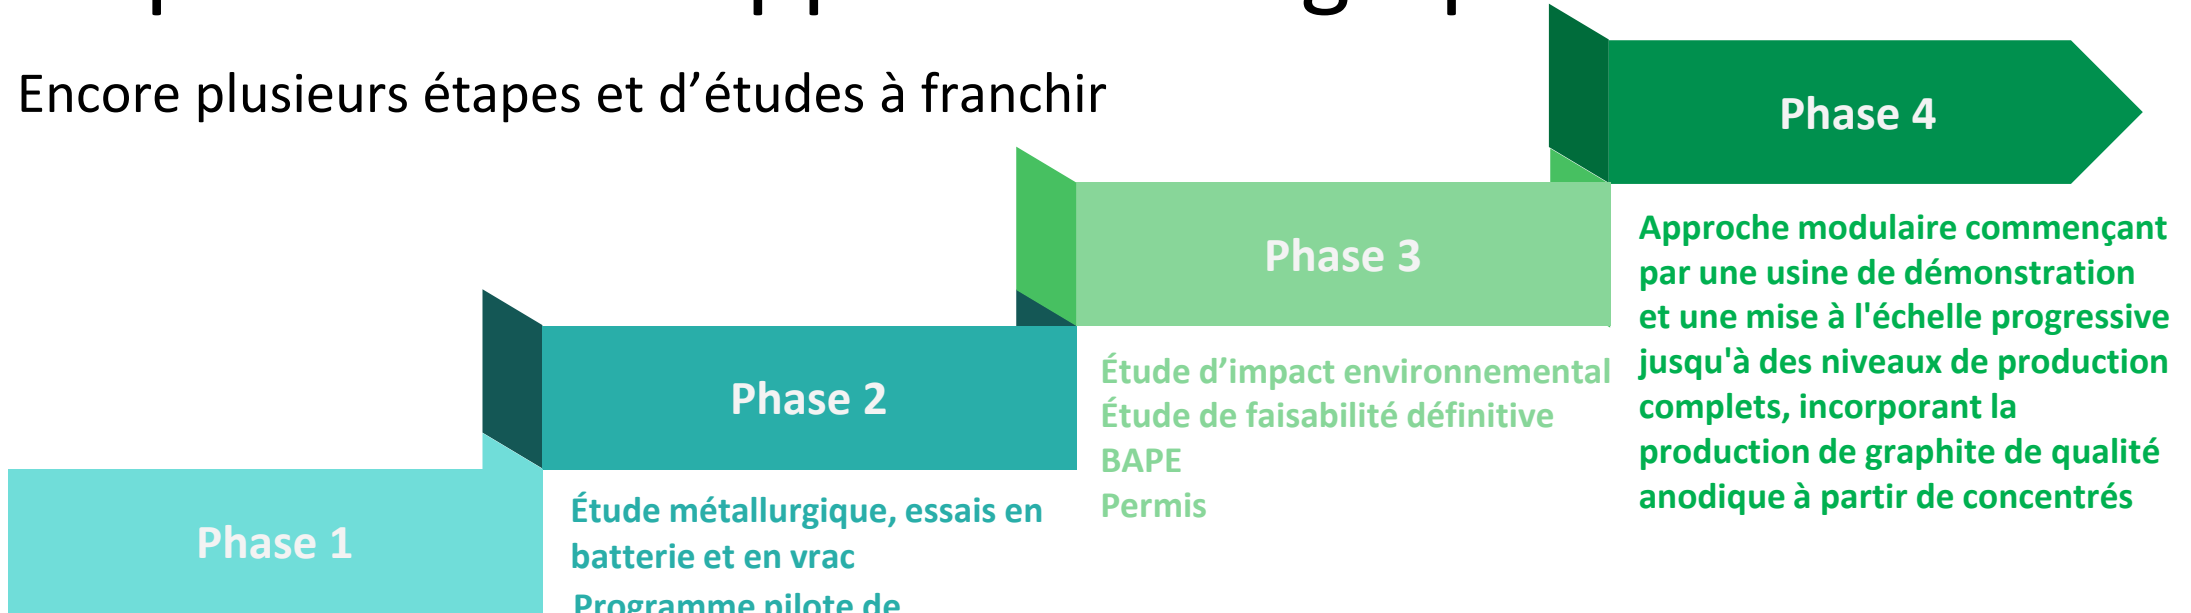 Encore plusieurs étapes et d’études à franchir
Phase 1
Phase 2
Étude métallurgique, essais en
batterie et en vrac
Programme pilote de
Phase 3
Étude d’impact environnemental
Étude de faisabilité définitive
BAPE
Permis
Phase 4
Approche modulaire commençant
par une usine de démonstration
et une mise à l'échelle progressive
jusqu'à des niveaux de production
complets, incorporant la
production de graphite de qualité
anodique à partir de concentrés